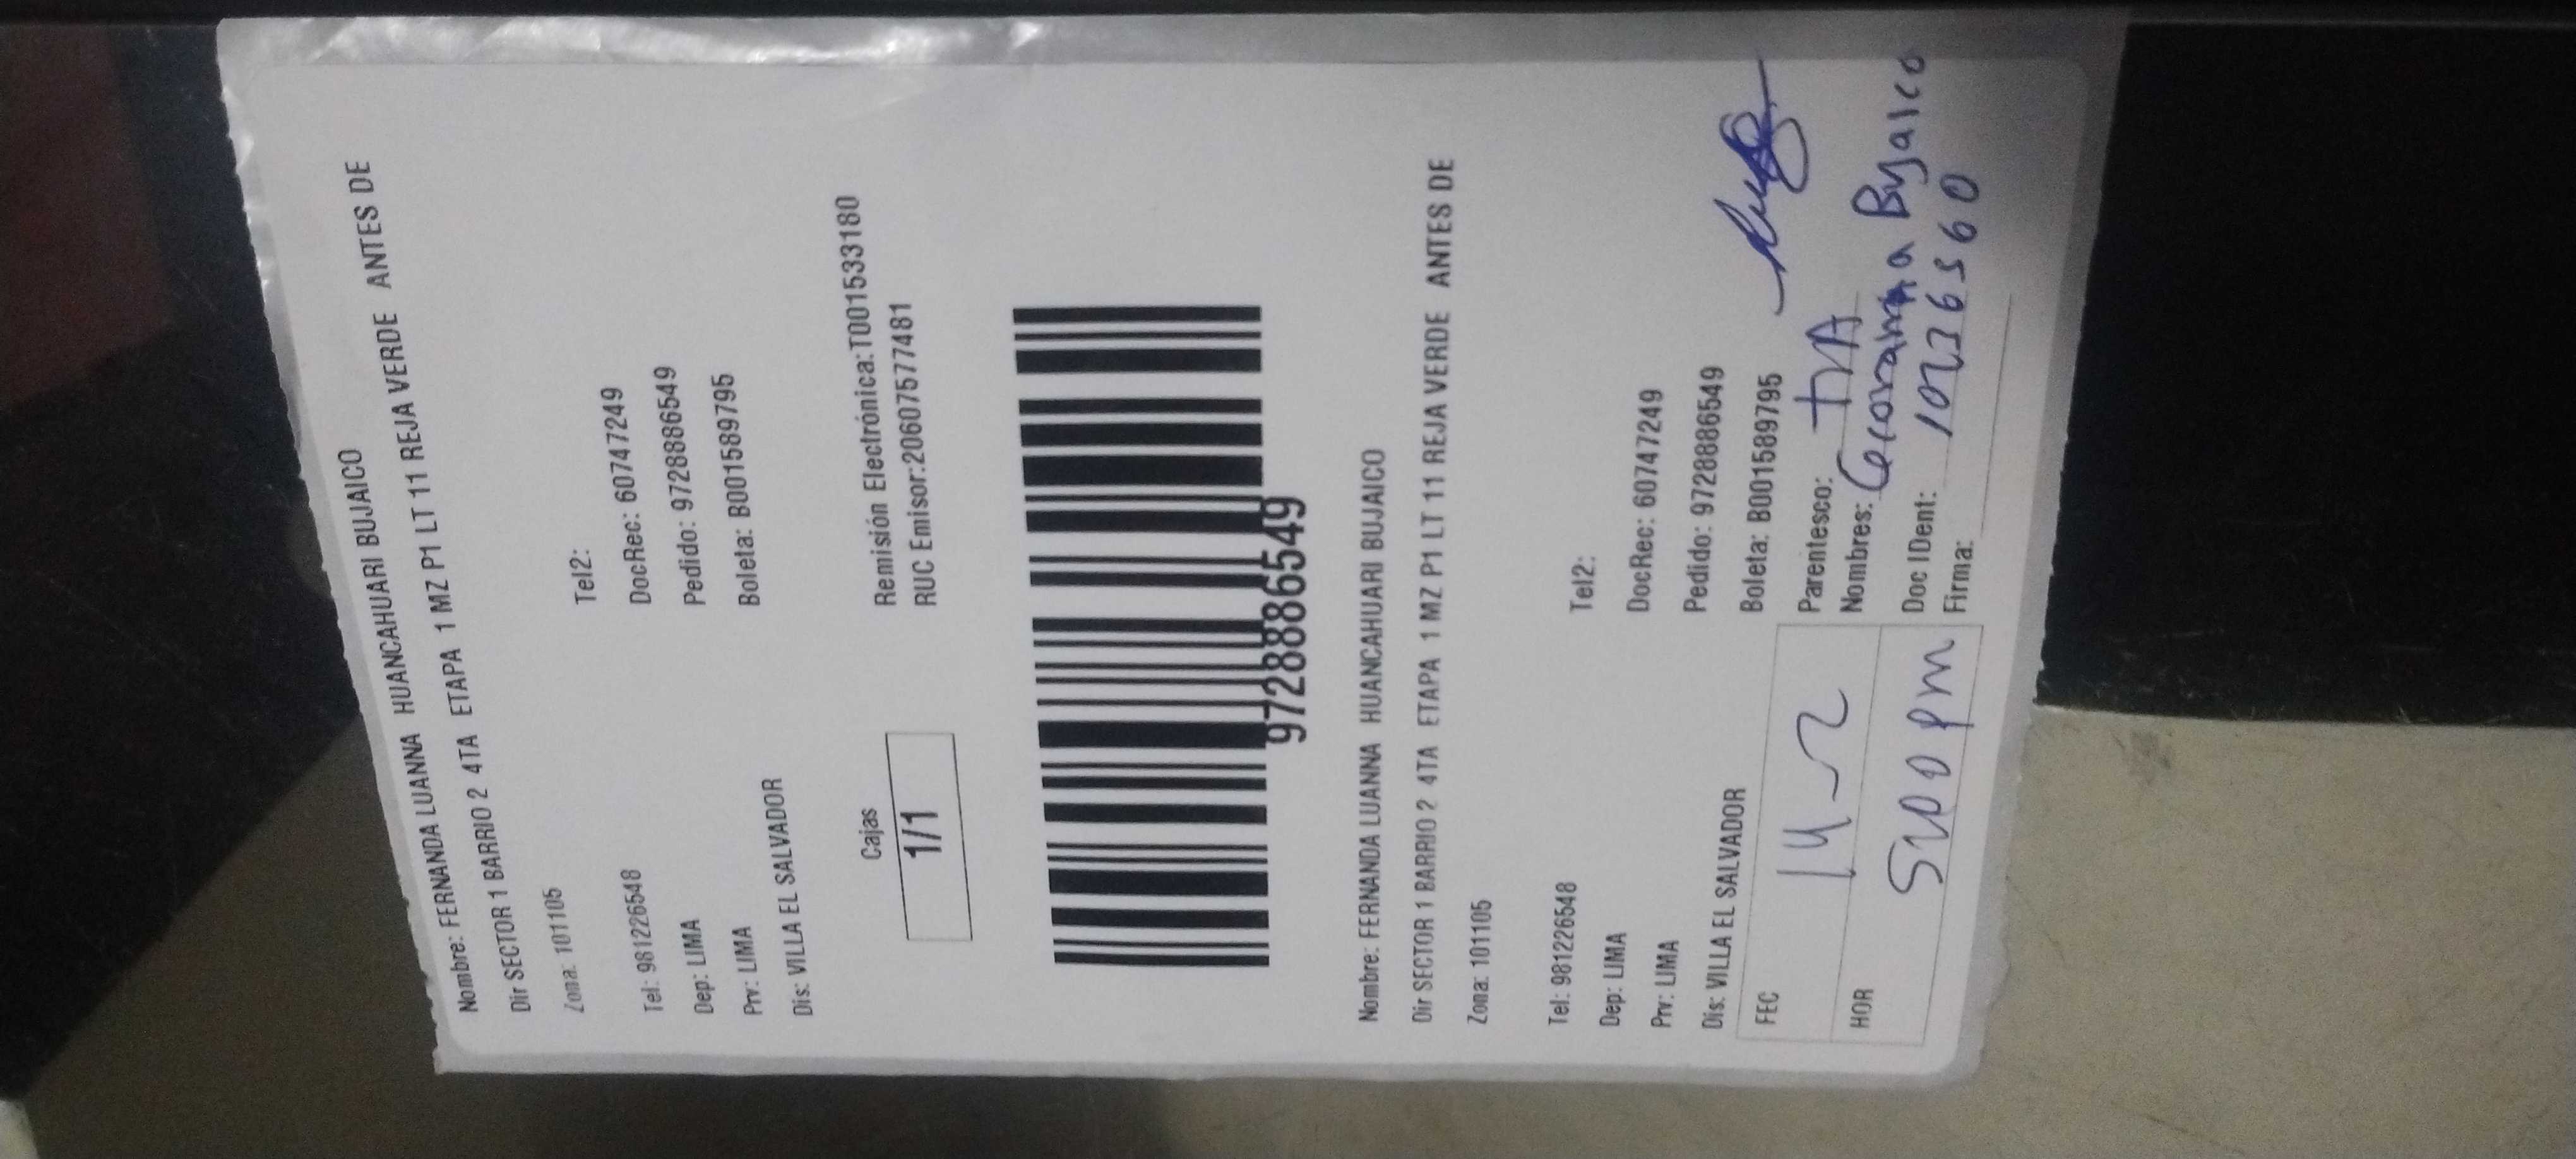 Nombre: FERNANDA LUANNA HUANCAHUARI BUJAICO
Dir SECTOR 1 BARRIO 2 4TA ETAPA 1 MZ P1 LT 11 REJA VERDE ANTES DE
Zona: 101105
Tel: 981226548 Tel2:
Dep: LIMA DocRec: 60747249
Prv: LIMA Pedido: 9728886549
Dis: VILLA EL SALVADOR Boleta: B001589795
Cajas
1/1
Remisión Electrónica:T001533180
RUC Emisor:20607577481
9728886549
Nombre: FERNANDA LUANNA HUANCAHUARI BUJAICO
Dir SECTOR 1 BARRIO 2 4TA ETAPA 1 MZ P1 LT 11 REJA VERDE ANTES DE
Zona: 101105
Tel: 981226548 Tel2:
Dep: LIMA DocRec: 60747249
Prv: LIMA Pedido: 9728886549
Dis: VILLA EL SALVADOR Boleta: B001589795
FEC 14-2 Parentesco: TIA
Nombres: Bujaico
HOR pm Doc IDent:
Firma: